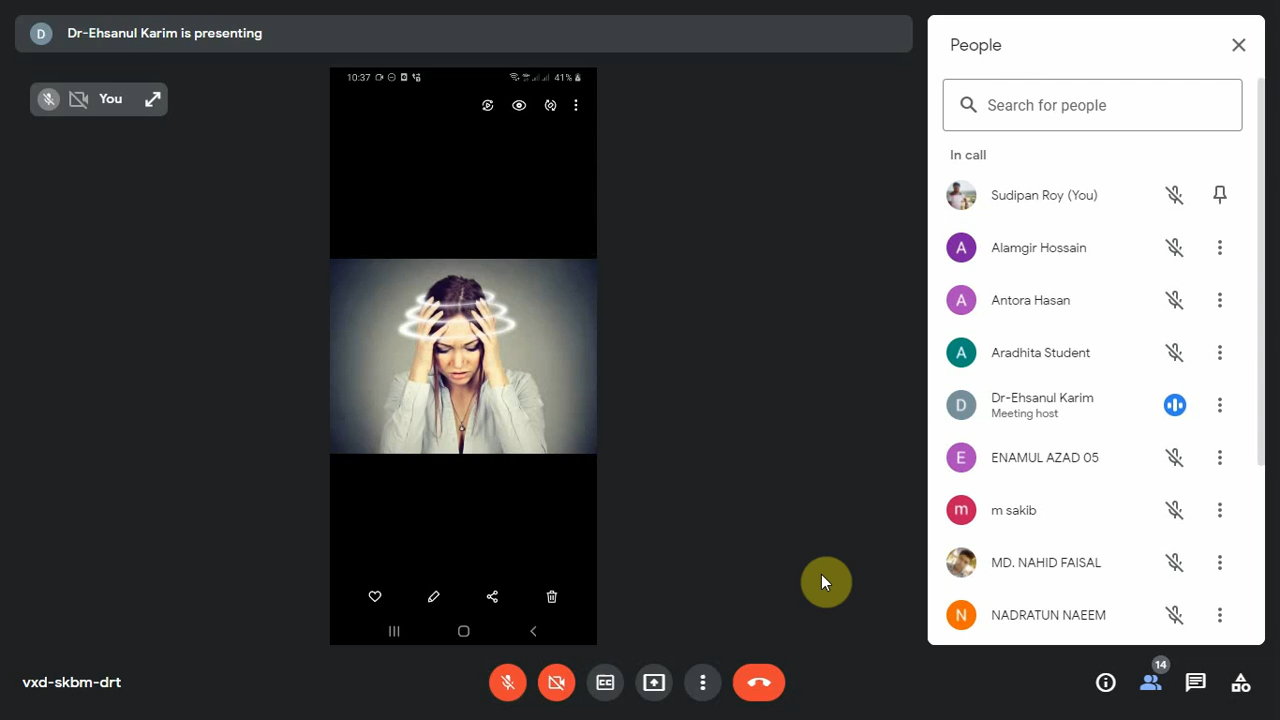 D
Dr-Ehsanul Karim is presenting
You
10:37
41%
People
Search for people
In call
Sudipan Roy (You)
A
Alamgir Hossain
A
Antora Hasan
A
Aradhita Student
D
Dr-Ehsanul Karim
Meeting host
E
ENAMUL AZAD 05
m
m sakib
MD. NAHID FAISAL
N
NADRATUN NAEEM
vxd-skbm-drt
CC
14